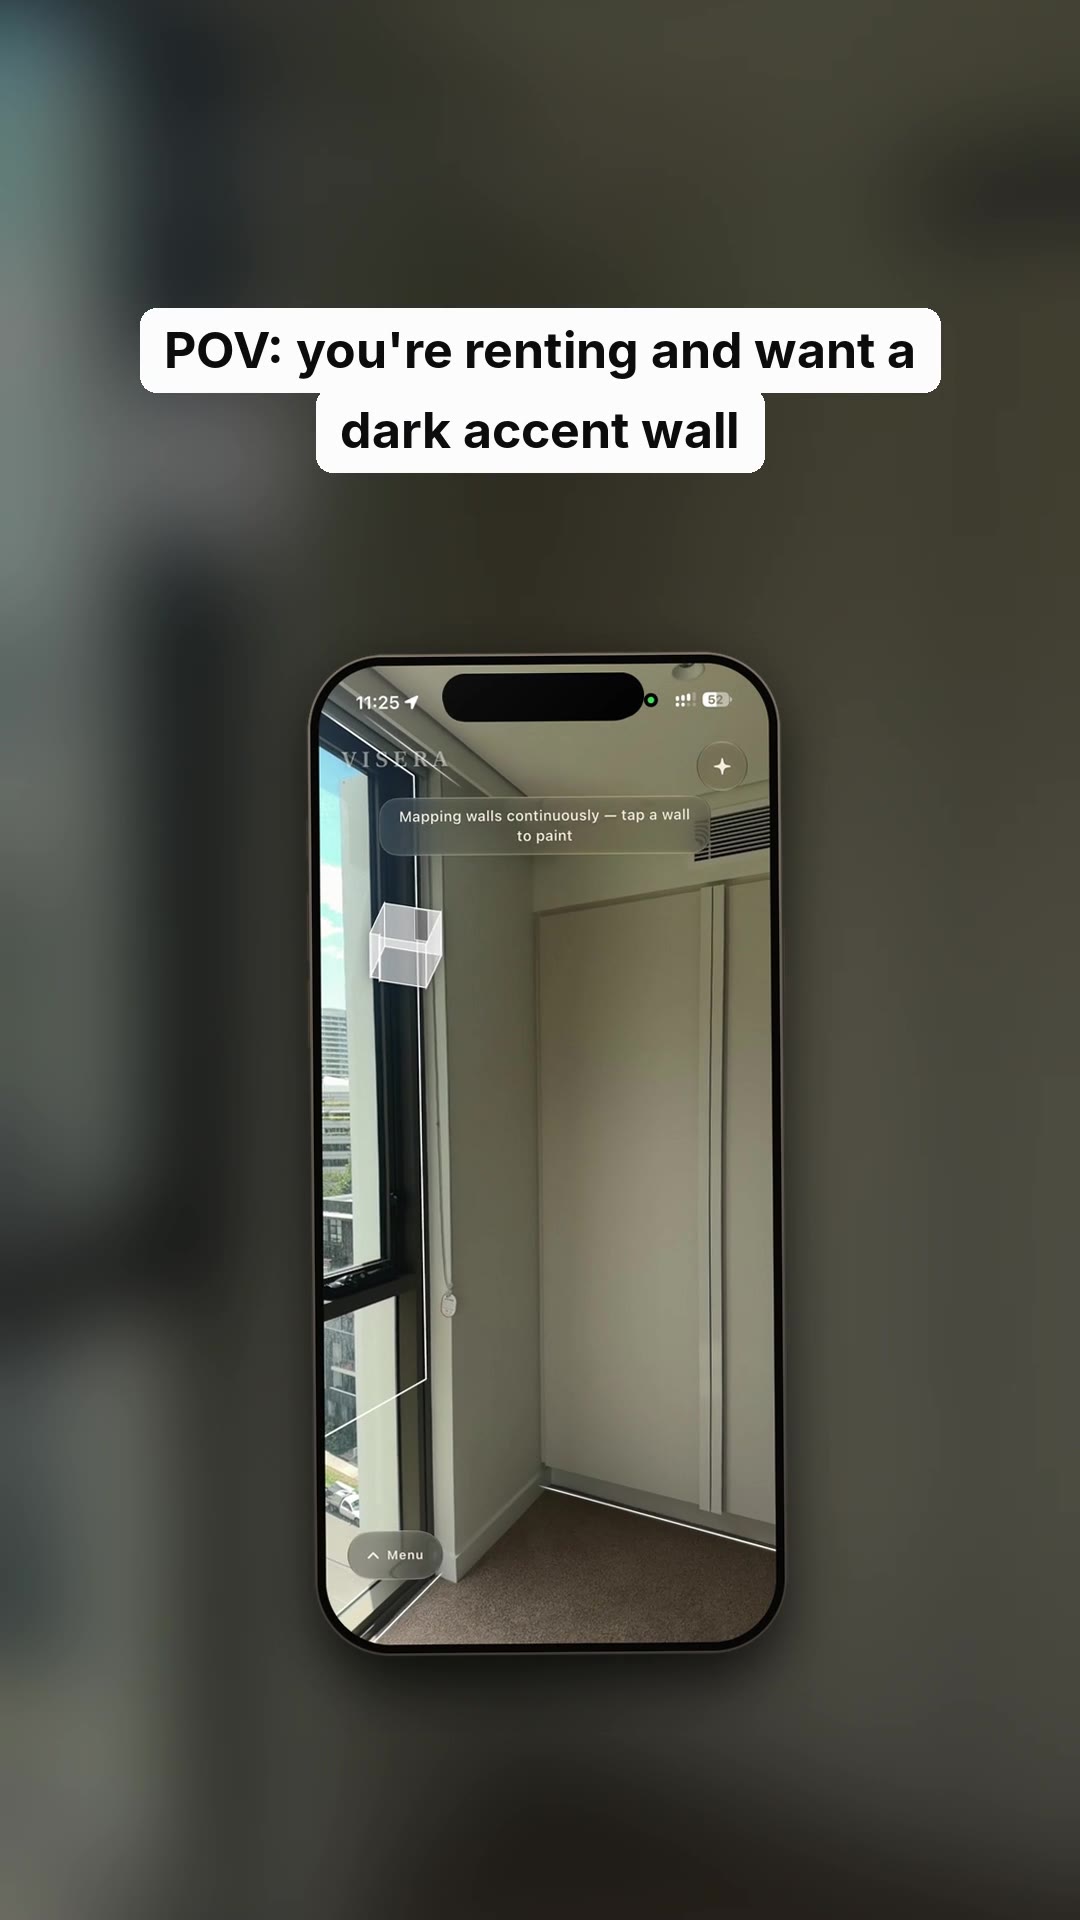 POV: you're renting and want a
dark accent wall
11:25
52
VISERA
Mapping walls continuously — tap a wall
to paint
Menu